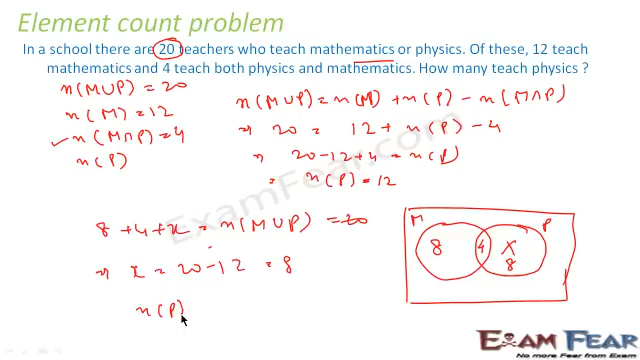 Element count problem
In a school there are 20 teachers who teach mathematics or physics. Of these, 12 teach
mathematics and 4 teach both physics and mathematics. How many teach physics ?
n(M∪P) = 20
n(M) = 12
✓ n(M∩P) = 4
n(P)
n(M∪P) = n(M) + n(P) − n(M∩P)
⇒ 20 = 12 + n(P) − 4
⇒ 20−12+4 = n(P)
= n(P) = 12
8 + 4 + x = n(M∪P) = 20
⇒ x = 20−12 = 8
n(P)
M P
8 4 x
8
ExamFear.com
EXAM FEAR
No more Fear from Exam